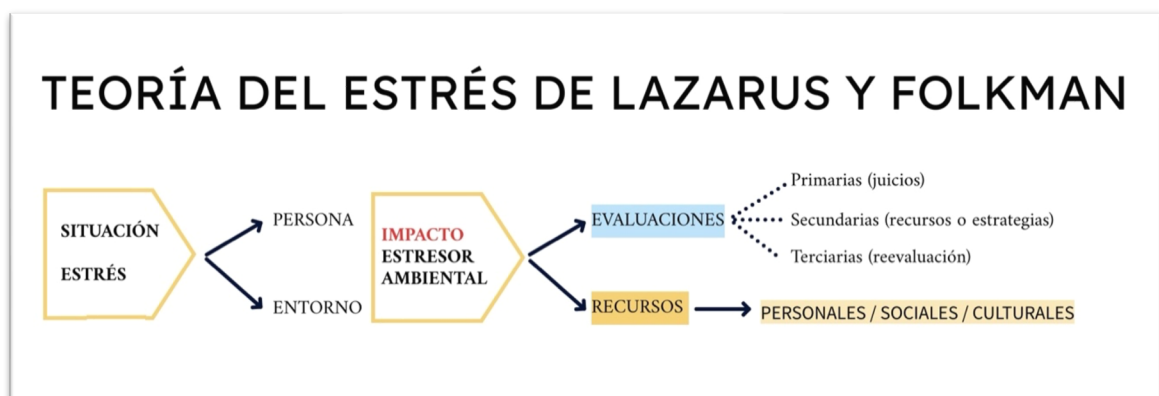 TEORÍA DEL ESTRÉS DE LAZARUS Y FOLKMAN
SITUACIÓN
ESTRÉS
PERSONA
ENTORNO
IMPACTO
ESTRESOR
AMBIENTAL
EVALUACIONES
Primarias (juicios)
Secundarias (recursos o estrategias)
Terciarias (reevaluación)
RECURSOS
PERSONALES / SOCIALES / CULTURALES